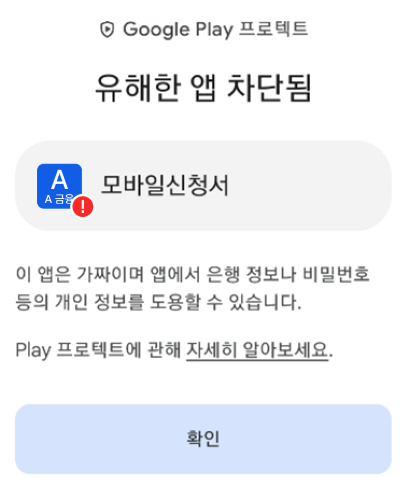 Google Play 프로텍트
유해한 앱 차단됨
A
A 금융
모바일신청서
이 앱은 가짜이며 앱에서 은행 정보나 비밀번호
등의 개인 정보를 도용할 수 있습니다.
Play 프로텍트에 관해 자세히 알아보세요.
확인